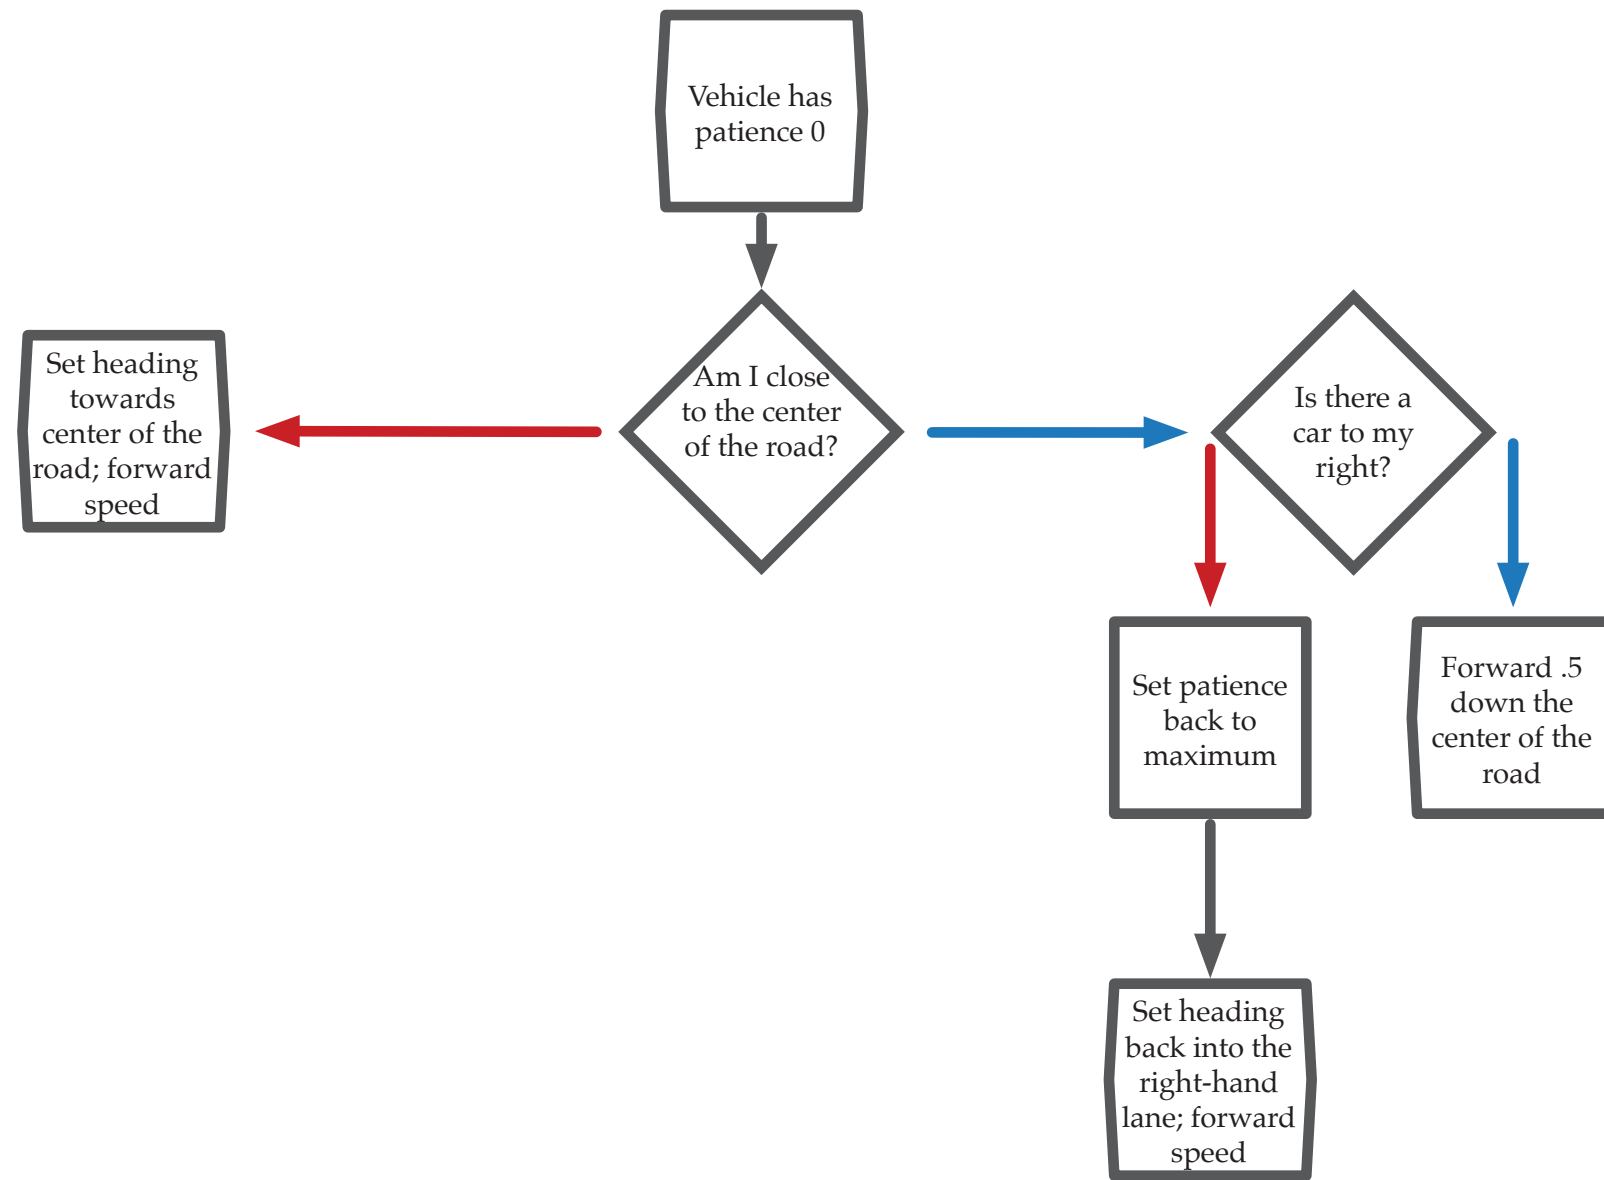 Vehicle has
patience 0
Set heading
towards
center of the
road; forward
speed
Am I close
to the center
of the road?
Is there a
car to my
right?
Set patience
back to
maximum
Forward .5
down the
center of the
road
Set heading
back into the
right-hand
lane; forward
speed